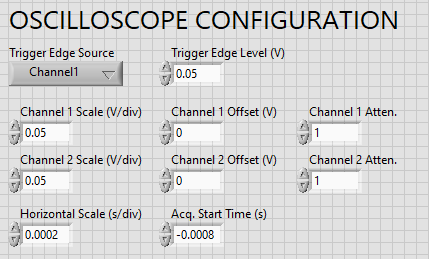 OSCILLOSCOPE CONFIGURATION
Trigger Edge Source Trigger Edge Level (V)
Channel1 0.05
Channel 1 Scale (V/div) Channel 1 Offset (V) Channel 1 Atten.
0.05 0 1
Channel 2 Scale (V/div) Channel 2 Offset (V) Channel 2 Atten.
0.05 0 1
Horizontal Scale (s/div) Acq. Start Time (s)
0.0002 -0.0008